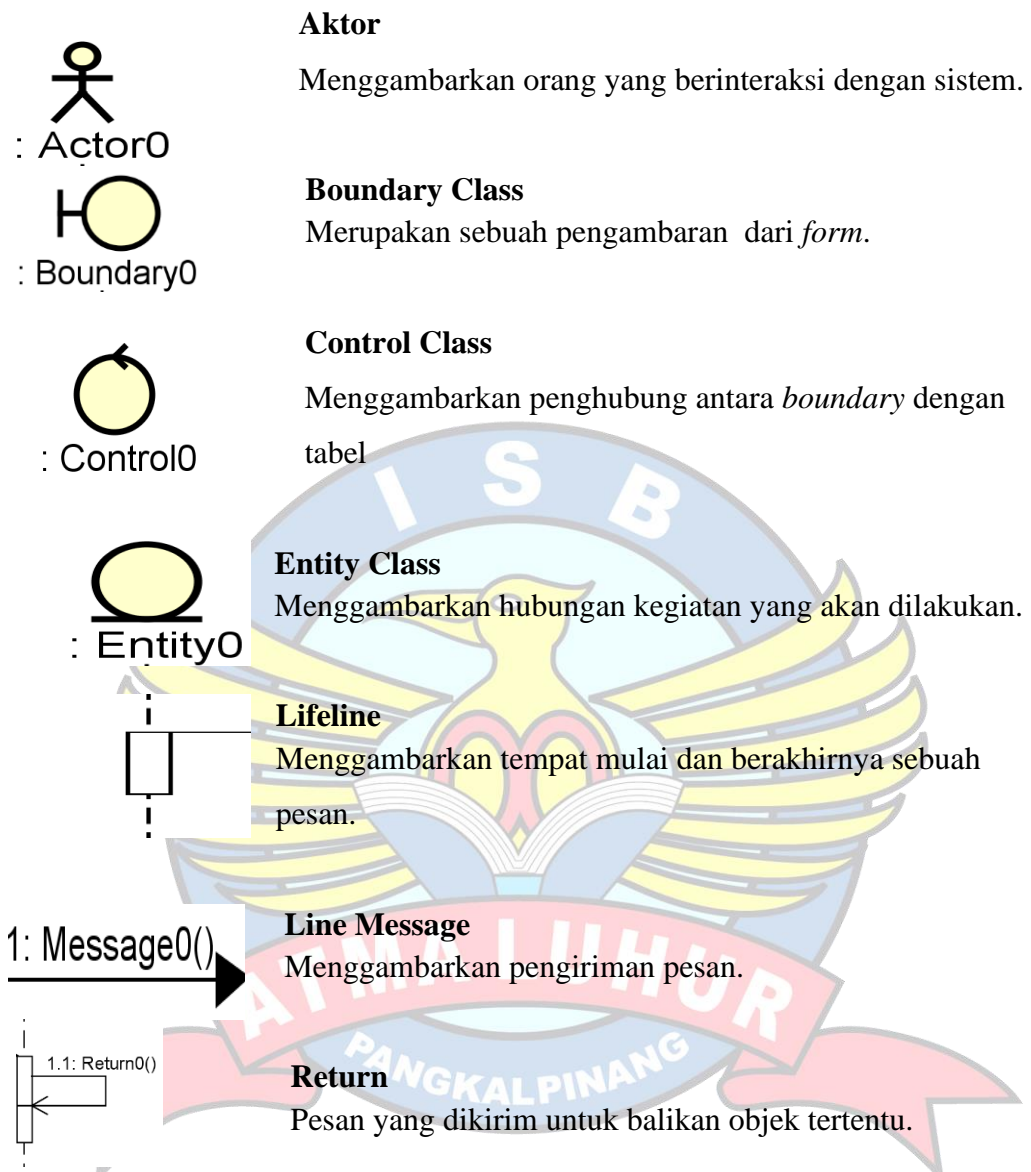 Aktor
Menggambarkan orang yang berinteraksi dengan sistem.
: Actor0
Boundary Class
Merupakan sebuah pengambaran dari form.
: Boundary0
Control Class
Menggambarkan penghubung antara boundary dengan
tabel
: Control0
I S B
Entity Class
Menggambarkan hubungan kegiatan yang akan dilakukan.
: Entity0
Lifeline
Menggambarkan tempat mulai dan berakhirnya sebuah
pesan.
Line Message
1: Message0()
Menggambarkan pengiriman pesan.
ATMA LUHUR
1.1: Return0()
PANGKALPINANG
Return
Pesan yang dikirim untuk balikan objek tertentu.